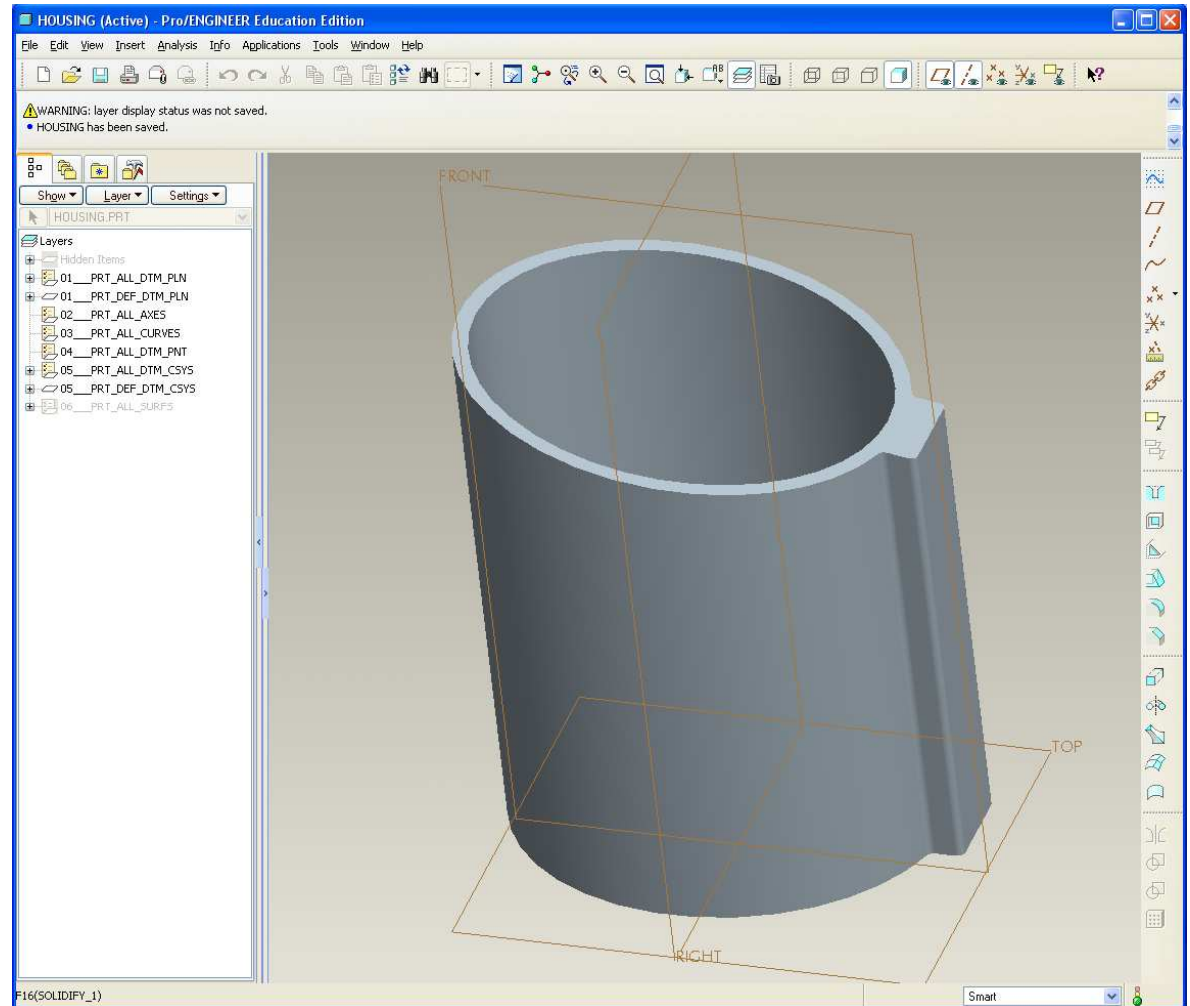 HOUSING (Active) - Pro/ENGINEER Education Edition
File Edit View Insert Analysis Info Applications Tools Window Help
WARNING: layer display status was not saved.
• HOUSING has been saved.
Show Layer Settings
HOUSING.PRT
Layers
Hidden Items
01___PRT_ALL_DTM_PLN
01___PRT_DEF_DTM_PLN
02___PRT_ALL_AXES
03___PRT_ALL_CURVES
04___PRT_ALL_DTM_PNT
05___PRT_ALL_DTM_CSYS
05___PRT_DEF_DTM_CSYS
06___PRT_ALL_SURFS
FRONT
TOP
RIGHT
F16(SOLIDIFY_1)
Smart